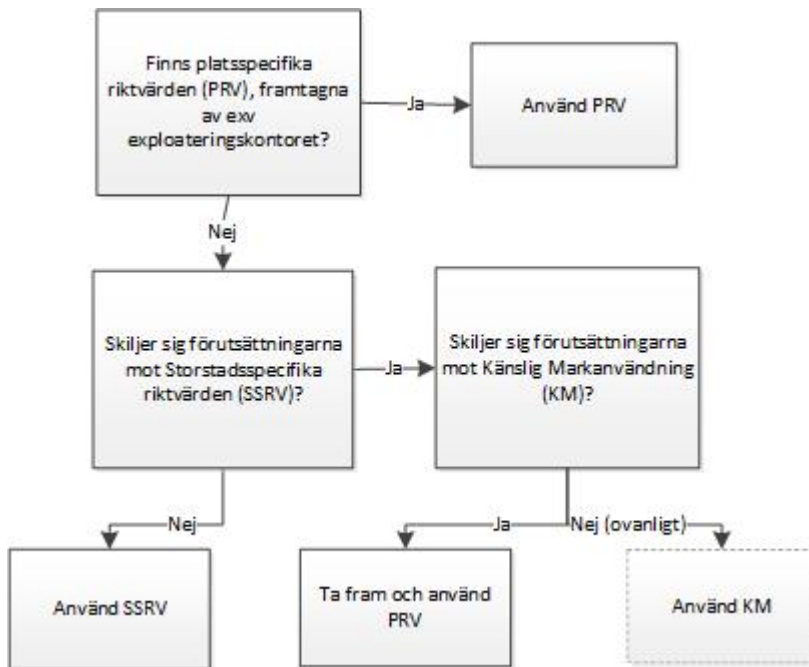 Finns platsspecifika
riktvärden (PRV), framtagna
av exv
exploateringskontoret?
Ja
Använd PRV
Nej
Skiljer sig förutsättningarna
mot Storstadsspecifika
riktvärden (SSRV)?
Ja
Skiljer sig förutsättningarna
mot Känslig Markanvändning
(KM)?
Nej
Ja
Nej (ovanligt)
Använd SSRV
Ta fram och använd
PRV
Använd KM